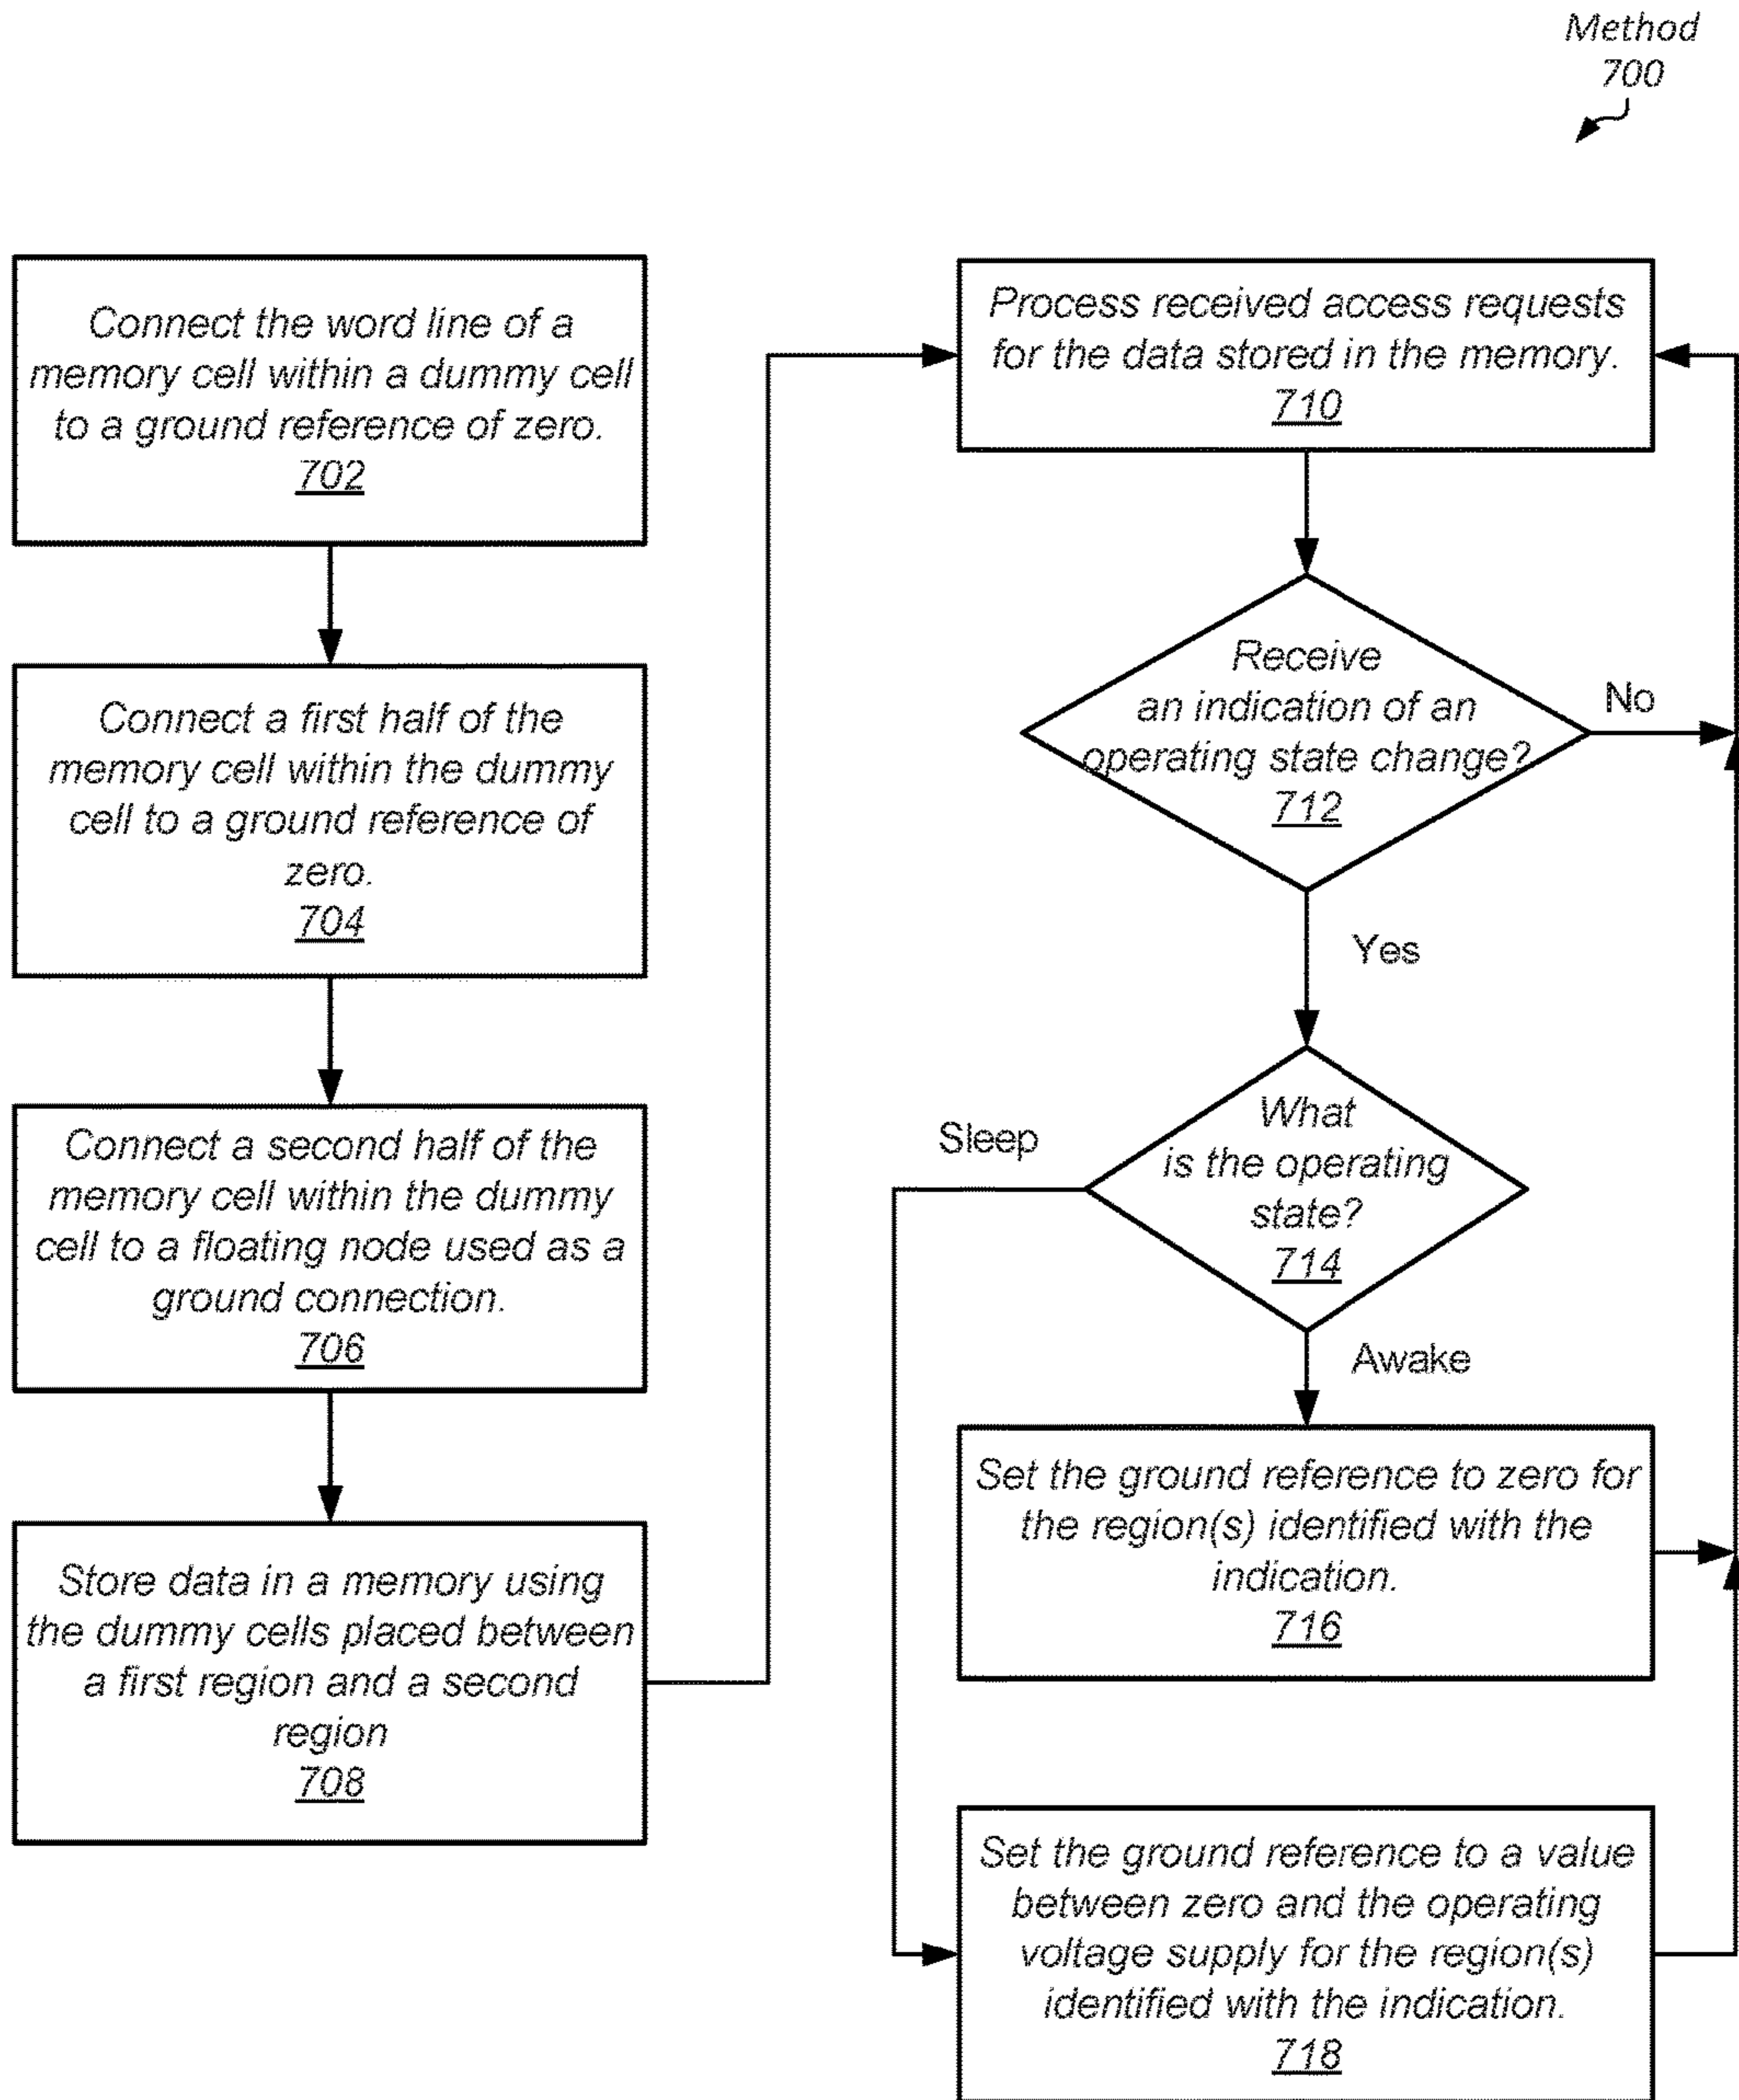 Method
700
Connect the word line of a
memory cell within a dummy cell
to a ground reference of zero.
702
Connect a first half of the
memory cell within the dummy
cell to a ground reference of
zero.
704
Connect a second half of the
memory cell within the dummy
cell to a floating node used as a
ground connection.
706
Store data in a memory using
the dummy cells placed between
a first region and a second
region
708
Process received access requests
for the data stored in the memory.
710
Receive
an indication of an
operating state change?
712
No
Yes
What
is the operating
state?
714
Sleep
Awake
Set the ground reference to zero for
the region(s) identified with the
indication.
716
Set the ground reference to a value
between zero and the operating
voltage supply for the region(s)
identified with the indication.
718